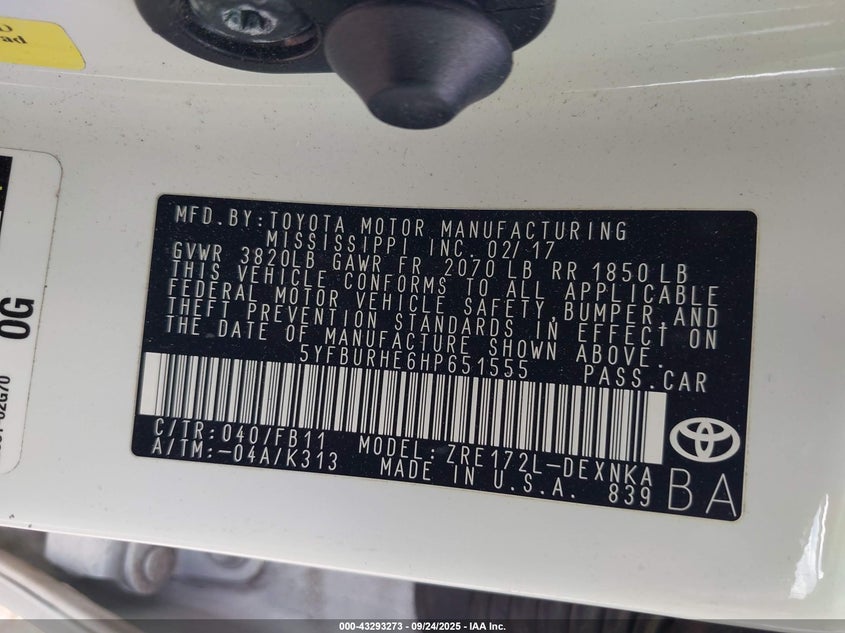 ad
MFD. BY: TOYOTA MOTOR MANUFACTURING
MISSISSIPPI INC. 02/17
GVWR 3820LB GAWR FR 2070 LB RR 1850 LB
THIS VEHICLE CONFORMS TO ALL APPLICABLE
FEDERAL MOTOR VEHICLE SAFETY, BUMPER, AND
THEFT PREVENTION STANDARDS IN EFFECT ON
THE DATE OF MANUFACTURE SHOWN ABOVE.
5YFBURHE6HP651555 PASS.CAR
C/TR: 040/FB11 MODEL: ZRE172L-DEXNKA
A/TM:-04A/K313 MADE IN U.S.A. 839
BA
0G
000-43293273 - 09/24/2025 - IAA Inc.